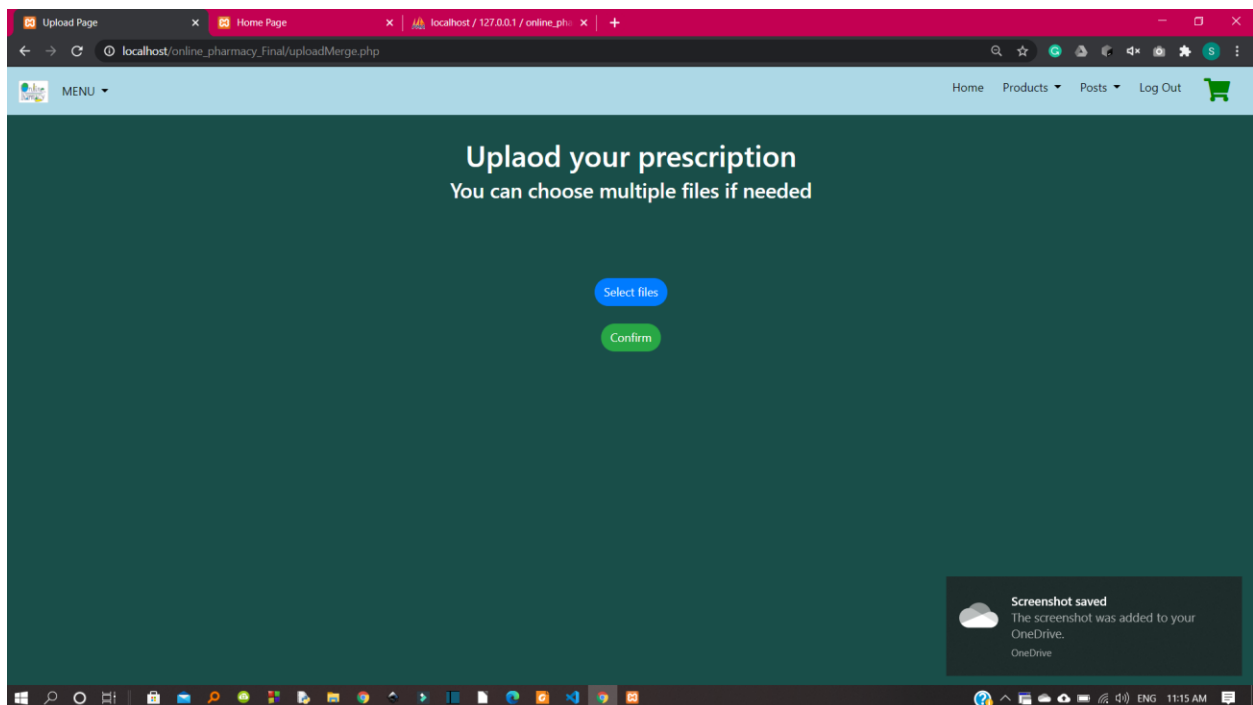 Upload Page
Home Page
localhost / 127.0.0.1 / online_pha
localhost/online_pharmacy_Final/uploadMerge.php
S
MENU
Home Products Posts Log Out
Uplaod your prescription
You can choose multiple files if needed
Select files
Confirm
Screenshot saved
The screenshot was added to your
OneDrive.
OneDrive
ENG 11:15 AM